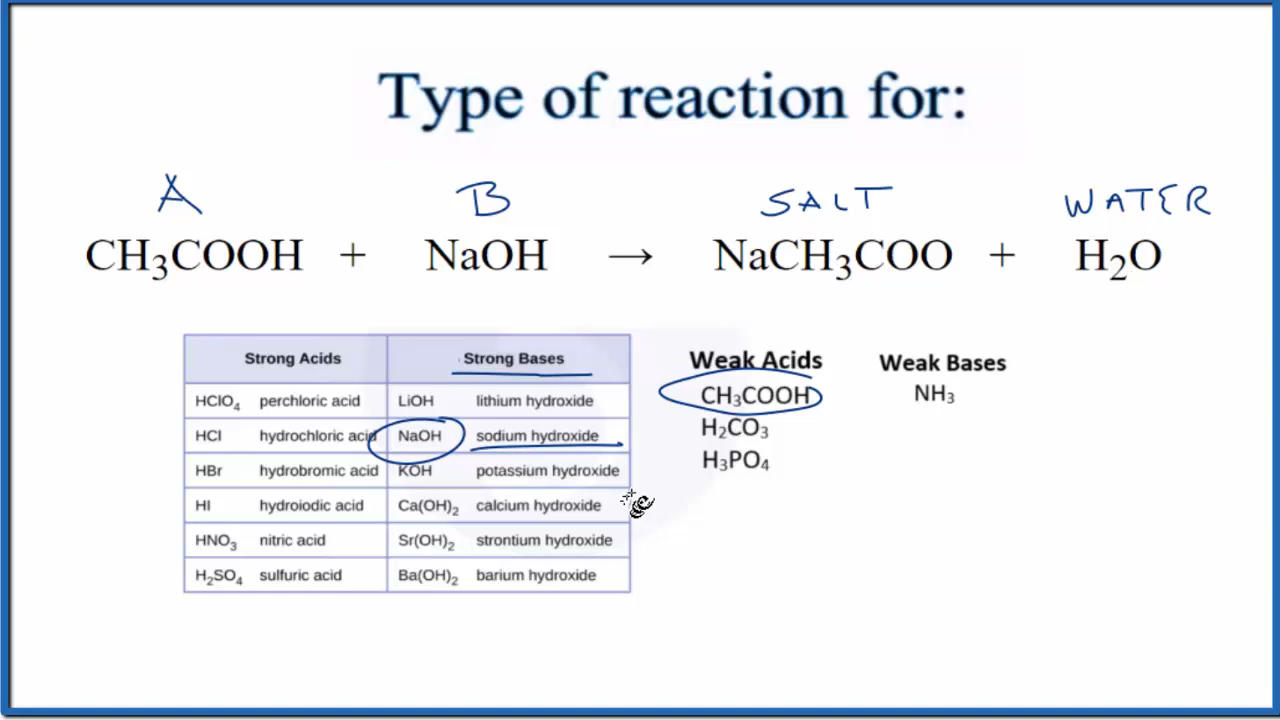 Type of reaction for:
A B SALT WATER
CH₃COOH + NaOH → NaCH₃COO + H₂O
Strong Acids Strong Bases
HClO₄ perchloric acid LiOH lithium hydroxide
HCl hydrochloric acid NaOH sodium hydroxide
HBr hydrobromic acid KOH potassium hydroxide
HI hydroiodic acid Ca(OH)₂ calcium hydroxide
HNO₃ nitric acid Sr(OH)₂ strontium hydroxide
H₂SO₄ sulfuric acid Ba(OH)₂ barium hydroxide
Weak Acids Weak Bases
CH₃COOH NH₃
H₂CO₃
H₃PO₄